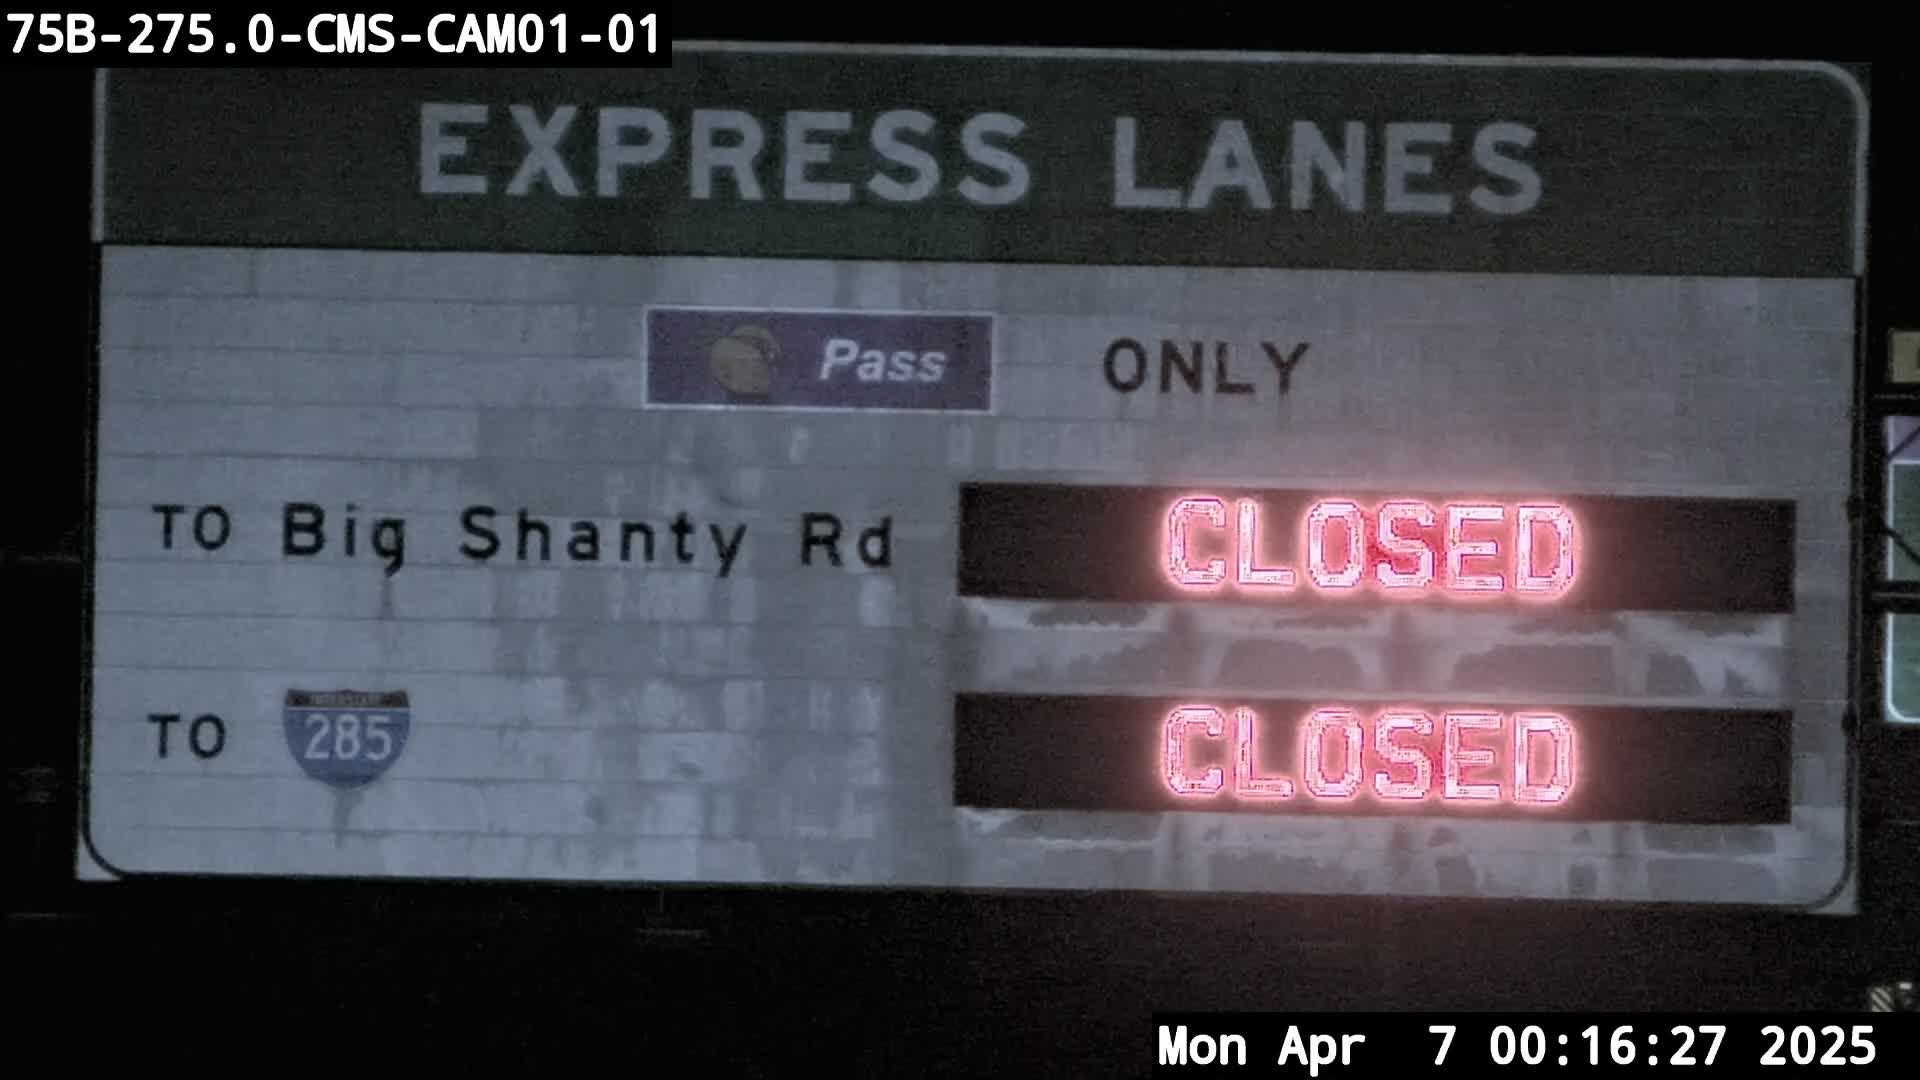 75B-275.0-CMS-CAM01-01
EXPRESS LANES
Pass ONLY
TO Big Shanty Rd CLOSED
TO 285 CLOSED
Mon Apr 7 00:16:27 2025